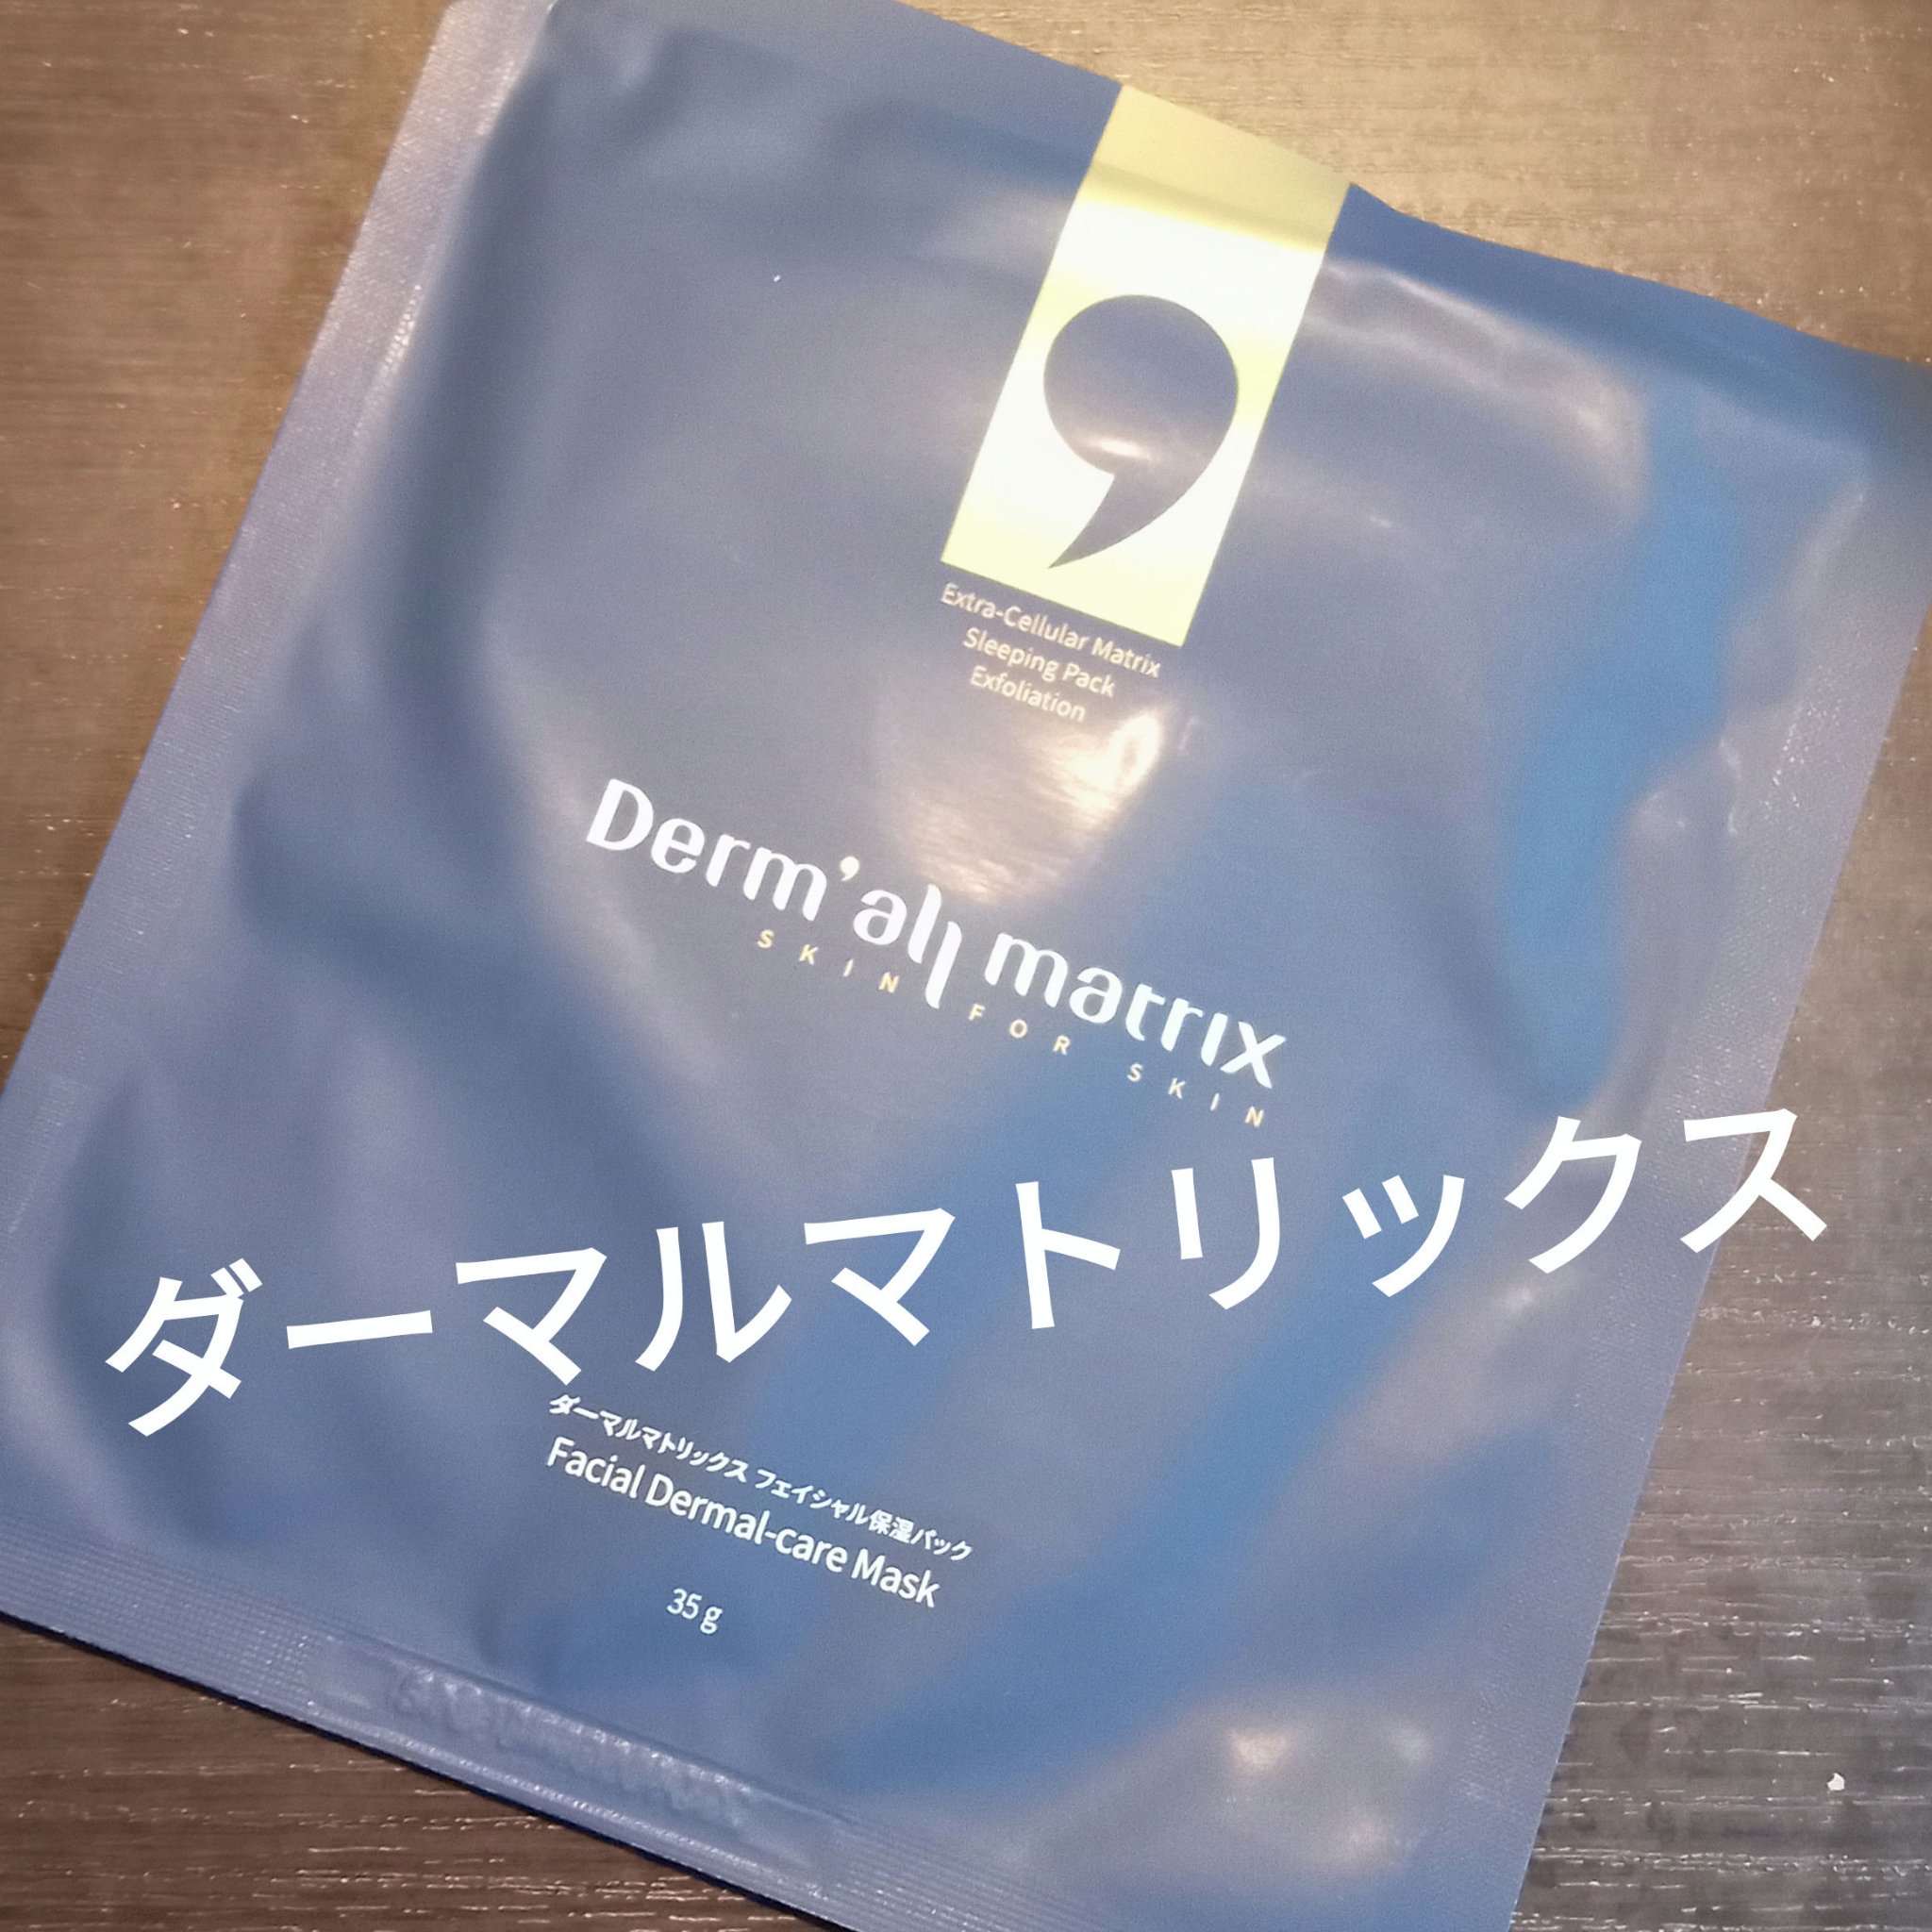 Extra-Cellular Matrix
Sleeping Pack
Exfoliation
Derm'all matrix
SKIN FOR SKIN
ダーマルマトリックス
ダーマルマトリックス フェイシャル保湿パック
Facial Dermal-care Mask
35 g